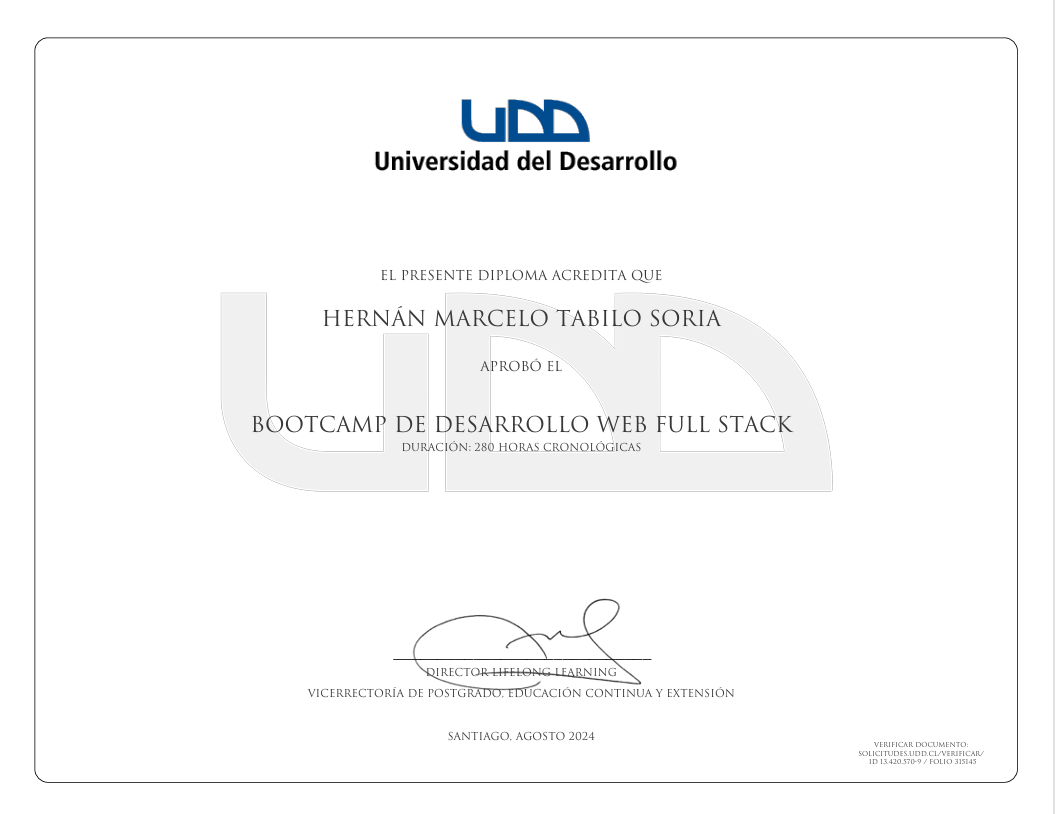 UDD
Universidad del Desarrollo
EL PRESENTE DIPLOMA ACREDITA QUE
HERNÁN MARCELO TABILO SORIA
APROBÓ EL
BOOTCAMP DE DESARROLLO WEB FULL STACK
DURACIÓN: 280 HORAS CRONOLÓGICAS
DIRECTOR LIFELONG LEARNING
VICERRECTORÍA DE POSTGRADO, EDUCACIÓN CONTINUA Y EXTENSIÓN
SANTIAGO, AGOSTO 2024
VERIFICAR DOCUMENTO:
SOLICITUDES.UDD.CL/VERIFICAR/
ID 13.420.570-9 / FOLIO 315145